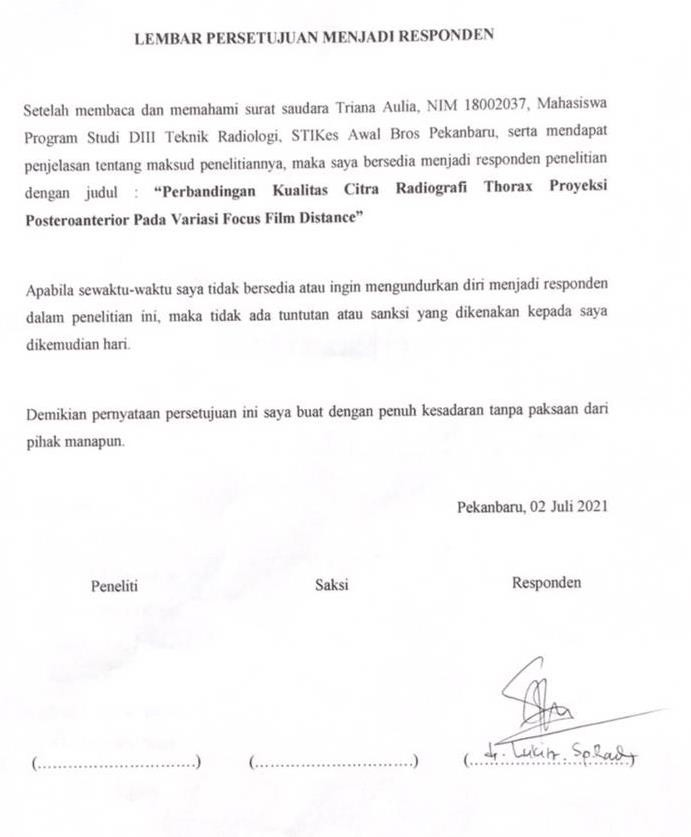 LEMBAR PERSETUJUAN MENJADI RESPONDEN
Setelah membaca dan memahami surat saudara Triana Aulia, NIM 18002037, Mahasiswa
Program Studi DIII Teknik Radiologi, STIKes Awal Bros Pekanbaru, serta mendapat
penjelasan tentang maksud penelitiannya, maka saya bersedia menjadi responden penelitian
dengan judul : “Perbandingan Kualitas Citra Radiografi Thorax Proyeksi
Posteroanterior Pada Variasi Focus Film Distance”
Apabila sewaktu-waktu saya tidak bersedia atau ingin mengundurkan diri menjadi responden
dalam penelitian ini, maka tidak ada tuntutan atau sanksi yang dikenakan kepada saya
dikemudian hari.
Demikian pernyataan persetujuan ini saya buat dengan penuh kesadaran tanpa paksaan dari
pihak manapun.
Pekanbaru, 02 Juli 2021
Peneliti Saksi Responden
(................................) (................................) (dr. Sp.Rad)